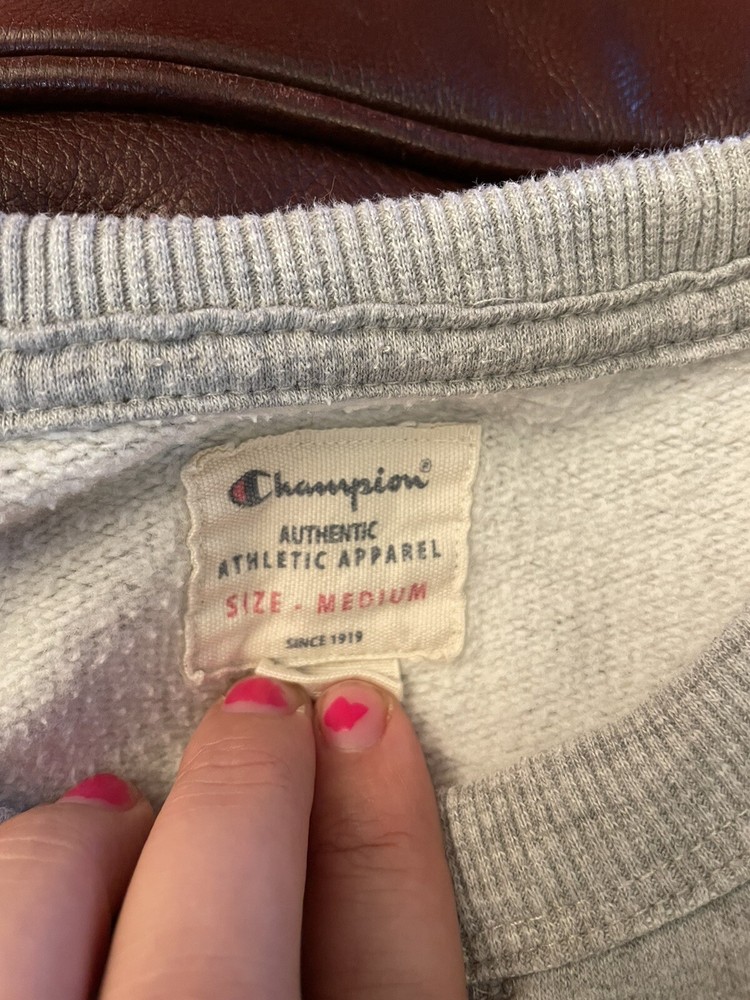 Champion®
AUTHENTIC
ATHLETIC APPAREL
SIZE - MEDIUM
SINCE 1919